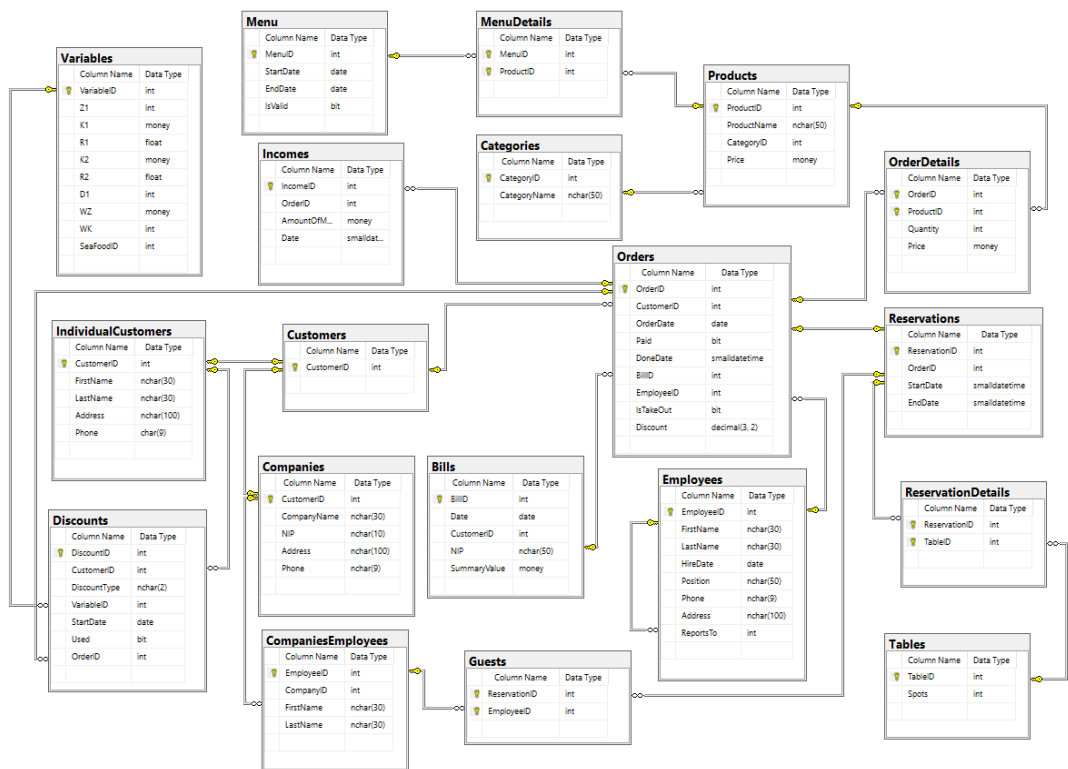 Variables
Column Name Data Type
VariableID int
Z1 int
K1 money
R1 float
K2 money
R2 float
D1 int
WZ money
WK int
SeaFoodID int
Menu
Column Name Data Type
MenuID int
StartDate date
EndDate date
IsValid bit
MenuDetails
Column Name Data Type
MenuID int
ProductID int
Products
Column Name Data Type
ProductID int
ProductName nchar(50)
CategoryID int
Price money
Incomes
Column Name Data Type
IncomeID int
OrderID int
AmountOfM... money
Date smalldat...
Categories
Column Name Data Type
CategoryID int
CategoryName nchar(50)
OrderDetails
Column Name Data Type
OrderID int
ProductID int
Quantity int
Price money
Orders
Column Name Data Type
OrderID int
CustomerID int
OrderDate date
Paid bit
DoneDate smalldatetime
BillID int
EmployeeID int
IsTakeOut bit
Discount decimal(3, 2)
Reservations
Column Name Data Type
ReservationID int
OrderID int
StartDate smalldatetime
EndDate smalldatetime
IndividualCustomers
Column Name Data Type
CustomerID int
FirstName nchar(30)
LastName nchar(30)
Address nchar(100)
Phone char(9)
Customers
Column Name Data Type
CustomerID int
Companies
Column Name Data Type
CustomerID int
CompanyName nchar(30)
NIP nchar(10)
Address nchar(100)
Phone nchar(9)
Bills
Column Name Data Type
BillID int
Date date
CustomerID int
NIP nchar(50)
SummaryValue money
Employees
Column Name Data Type
EmployeeID int
FirstName nchar(30)
LastName nchar(30)
HireDate date
Position nchar(50)
Phone nchar(9)
Address nchar(100)
ReportsTo int
ReservationDetails
Column Name Data Type
ReservationID int
TableID int
Discounts
Column Name Data Type
DiscountID int
CustomerID int
DiscountType nchar(2)
VariableID int
StartDate date
Used bit
OrderID int
CompaniesEmployees
Column Name Data Type
EmployeeID int
CompanyID int
FirstName nchar(30)
LastName nchar(30)
Guests
Column Name Data Type
ReservationID int
EmployeeID int
Tables
Column Name Data Type
TableID int
Spots int